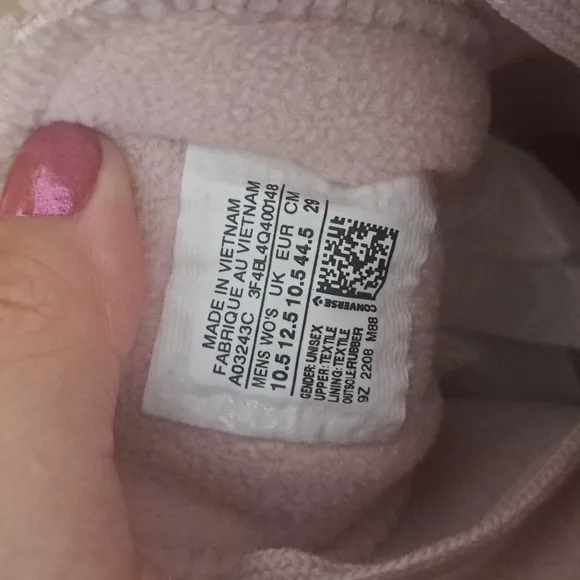 MADE IN VIETNAM
FABRIQUE AU VIETNAM
A03243C 3F4BL4Q400148
MENS WO'S UK EUR CM
10.5 12.5 10.5 44.5 29
GENDER: UNISEX
UPPER: TEXTILE
LINING: TEXTILE
OUTSOLE: RUBBER
9Z 2208 M88
CONVERSE